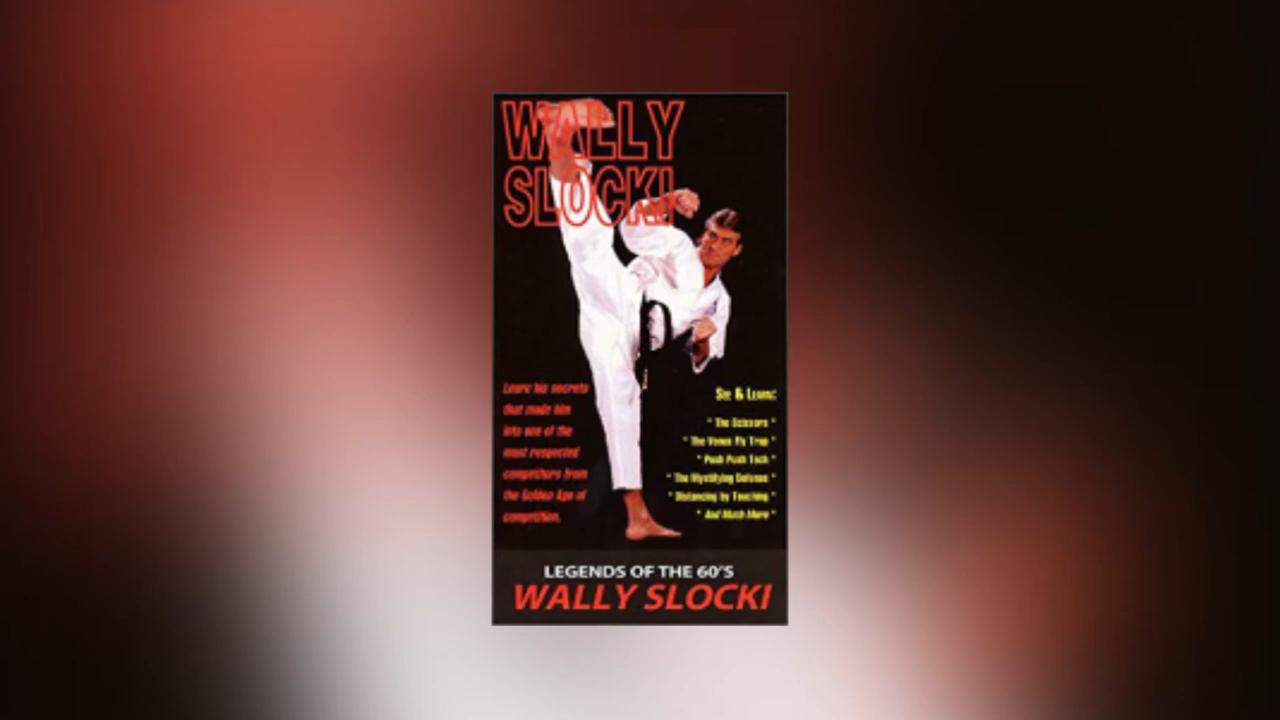 WALLY
SLOCKI
Learn his secrets
that made him
into one of the
most respected
competitors from
the Golden Age of
competition.
See & Learn:
" The Scissors "
" The Venus Fly Trap "
" Push Push Tech "
" The Mystifying Defense "
" Distancing by Touching "
" And Much More "
LEGENDS OF THE 60'S
WALLY SLOCKI